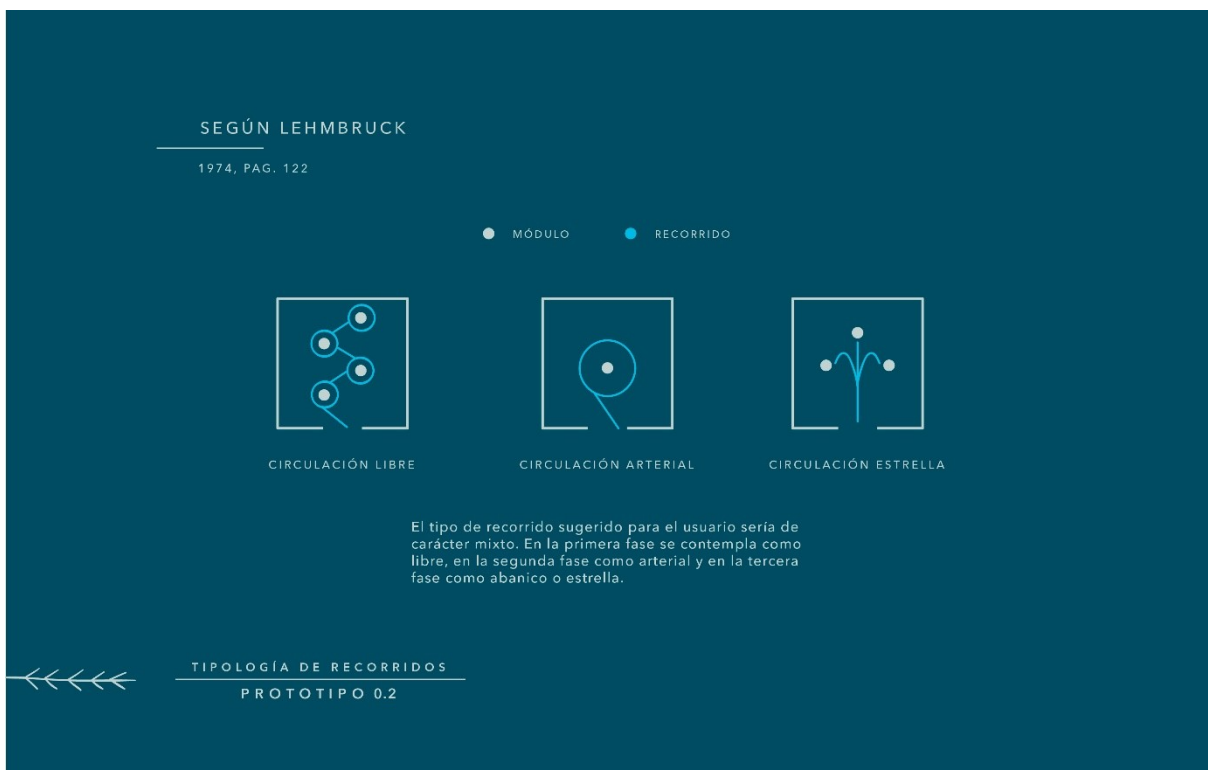 SEGÚN LEHMBRUCK
1974, PAG. 122
MÓDULO
RECORRIDO
CIRCULACIÓN LIBRE
CIRCULACIÓN ARTERIAL
CIRCULACIÓN ESTRELLA
El tipo de recorrido sugerido para el usuario sería de
carácter mixto. En la primera fase se contempla como
libre, en la segunda fase como arterial y en la tercera
fase como abanico o estrella.
TIPOLOGÍA DE RECORRIDOS
PROTOTIPO 0.2